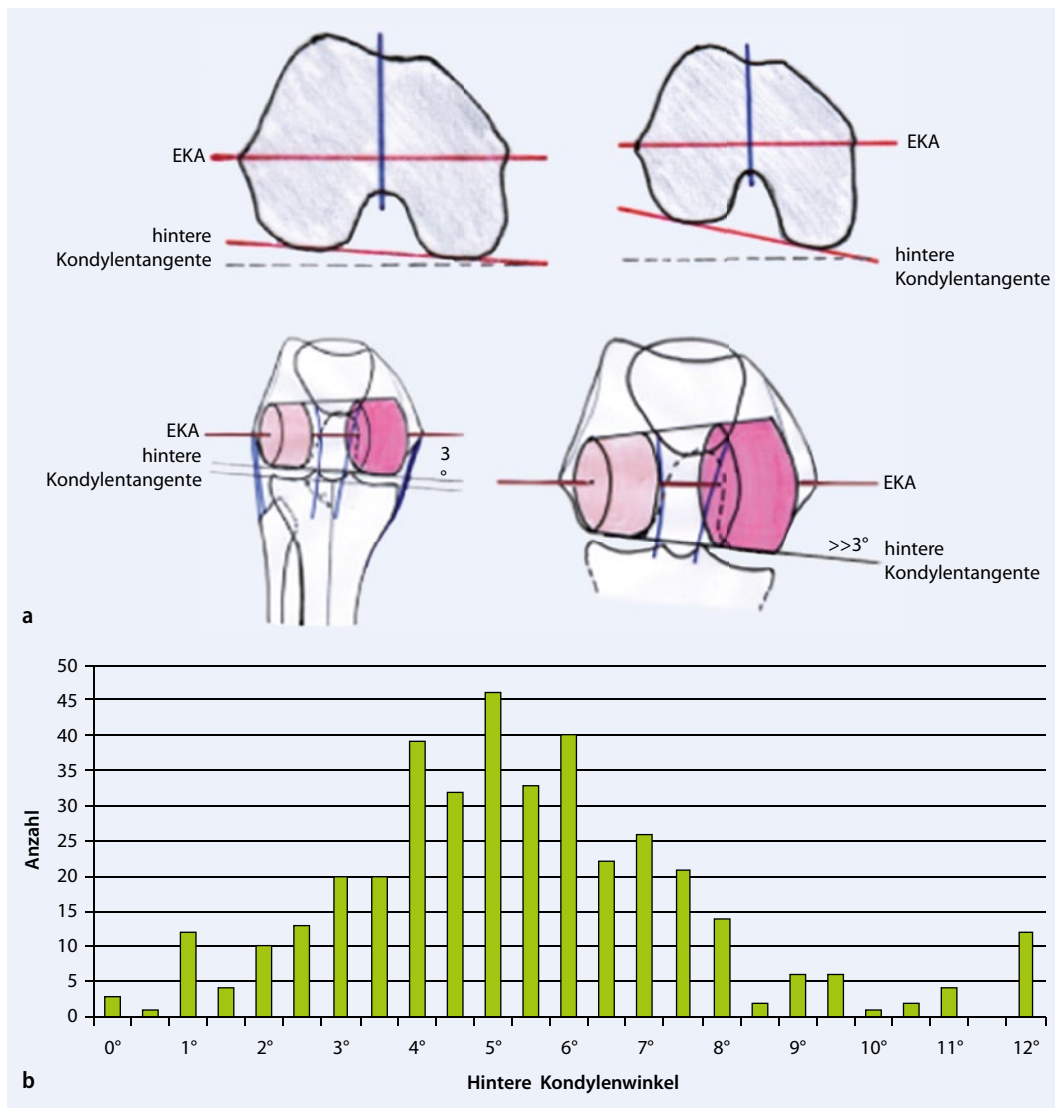 EKA
hintere
Kondylentangente
EKA
hintere
Kondylentangente
EKA
hintere
Kondylentangente
3
°
EKA
>>3° hintere
Kondylentangente
a
50
45
40
35
30
25
20
15
10
5
0
Anzahl
0° 1° 2° 3° 4° 5° 6° 7° 8° 9° 10° 11° 12°
Hintere Kondylenwinkel
b